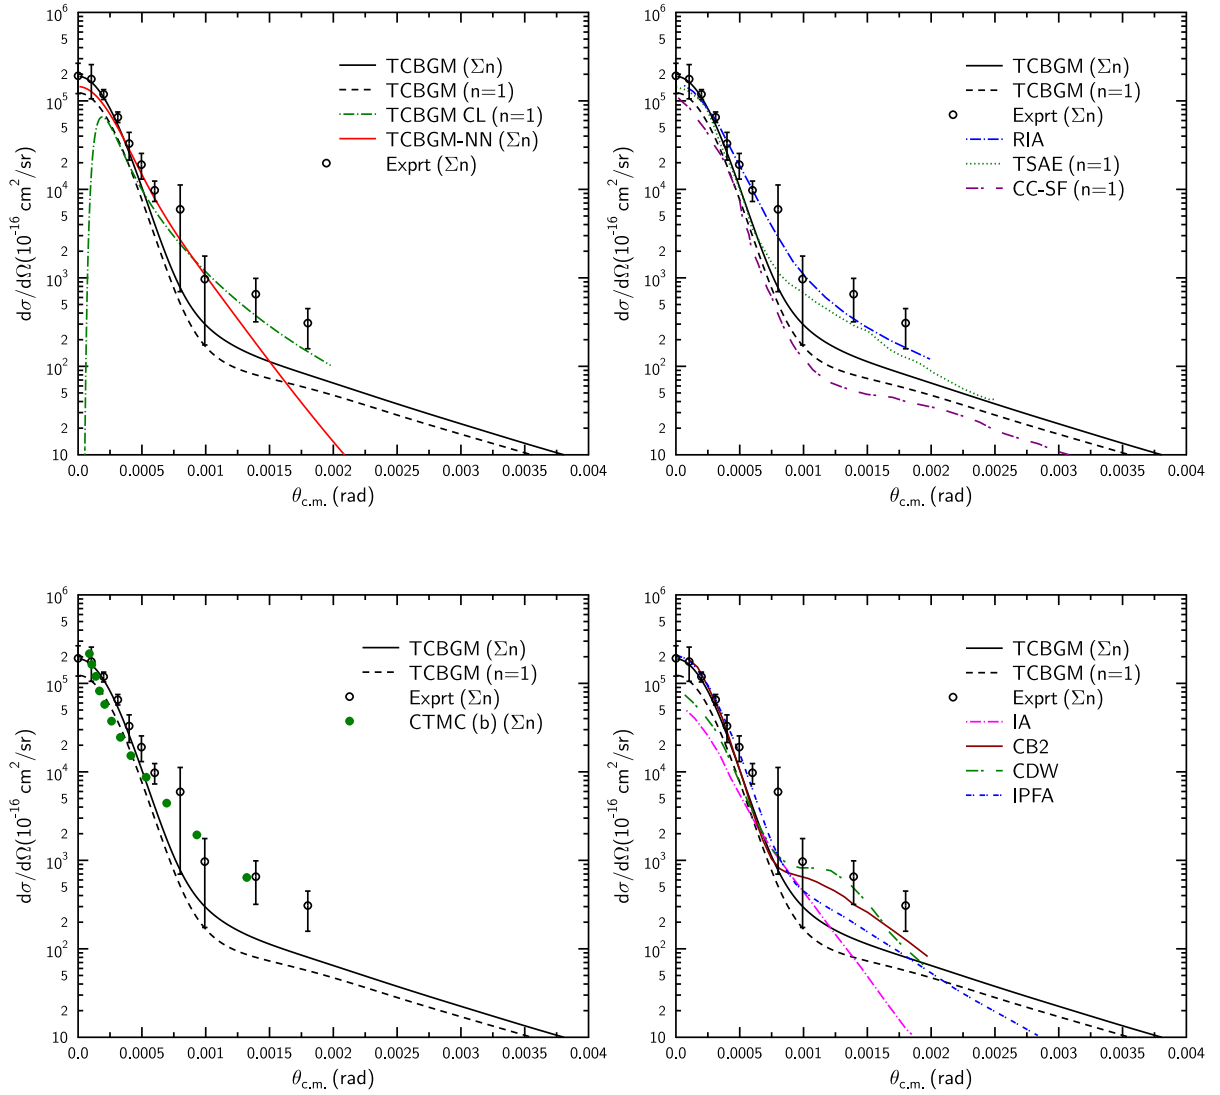 10^6
5
2
10^5
5
2
10^4
5
2
10^3
5
2
10^2
5
2
10
dσ/dΩ(10^-16 cm^2/sr)
TCBGM (Σn)
TCBGM (n=1)
TCBGM CL (n=1)
TCBGM-NN (Σn)
Exprt (Σn)
0.0 0.0005 0.001 0.0015 0.002 0.0025 0.003 0.0035 0.004
θc.m. (rad)
10^6
5
2
10^5
5
2
10^4
5
2
10^3
5
2
10^2
5
2
10
dσ/dΩ(10^-16 cm^2/sr)
TCBGM (Σn)
TCBGM (n=1)
Exprt (Σn)
RIA
TSAE (n=1)
CC-SF (n=1)
0.0 0.0005 0.001 0.0015 0.002 0.0025 0.003 0.0035 0.004
θc.m. (rad)
10^6
5
2
10^5
5
2
10^4
5
2
10^3
5
2
10^2
5
2
10
dσ/dΩ(10^-16 cm^2/sr)
TCBGM (Σn)
TCBGM (n=1)
Exprt (Σn)
CTMC (b) (Σn)
0.0 0.0005 0.001 0.0015 0.002 0.0025 0.003 0.0035 0.004
θc.m. (rad)
10^6
5
2
10^5
5
2
10^4
5
2
10^3
5
2
10^2
5
2
10
dσ/dΩ(10^-16 cm^2/sr)
TCBGM (Σn)
TCBGM (n=1)
Exprt (Σn)
IA
CB2
CDW
IPFA
0.0 0.0005 0.001 0.0015 0.002 0.0025 0.003 0.0035 0.004
θc.m. (rad)